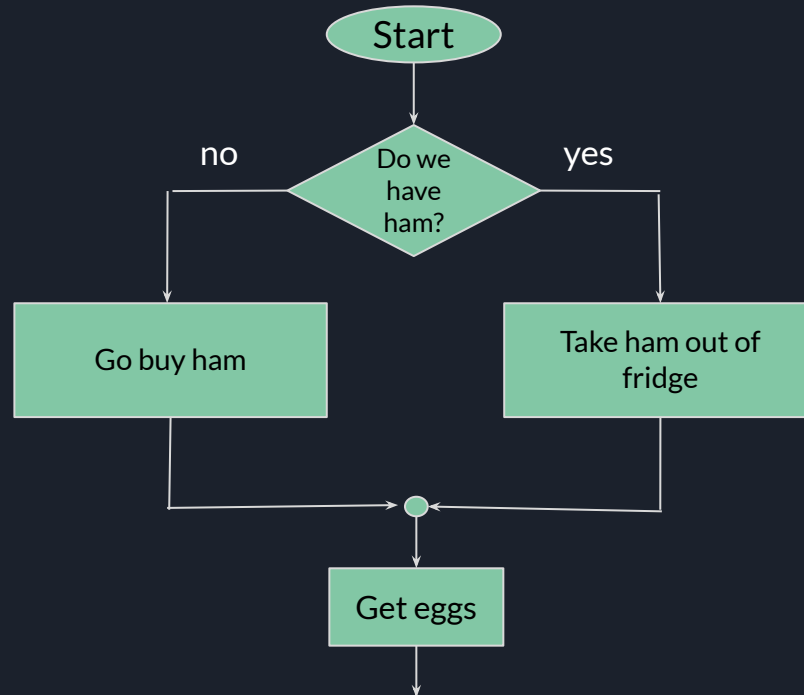 Start
no
Do we
have
ham?
yes
Go buy ham
Take ham out of
fridge
Get eggs